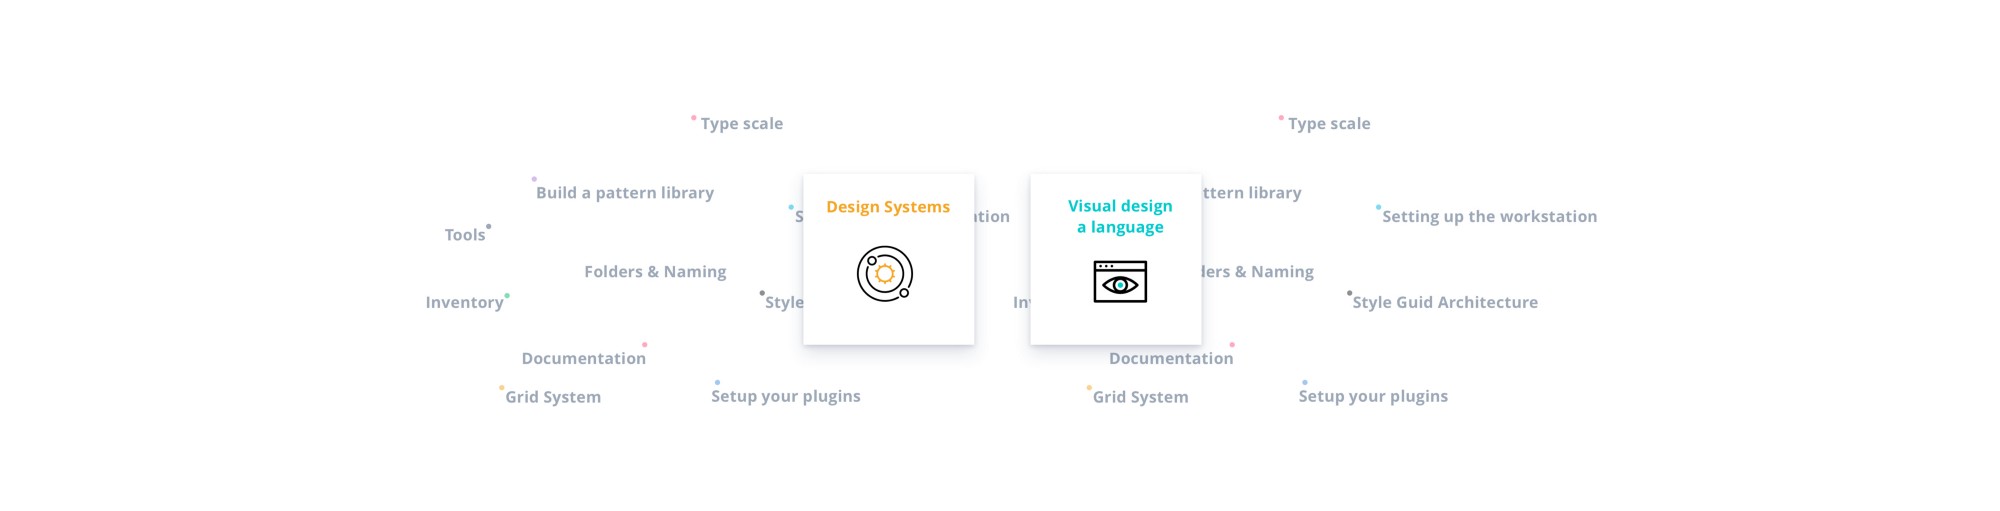 Type scale
Type scale
Build a pattern library
ttern library
Design Systems
Visual design
a language
Setting up the workstation
Tools
Folders & Naming
ders & Naming
Inventory
Style
Style Guid Architecture
Documentation
Documentation
Grid System
Setup your plugins
Grid System
Setup your plugins